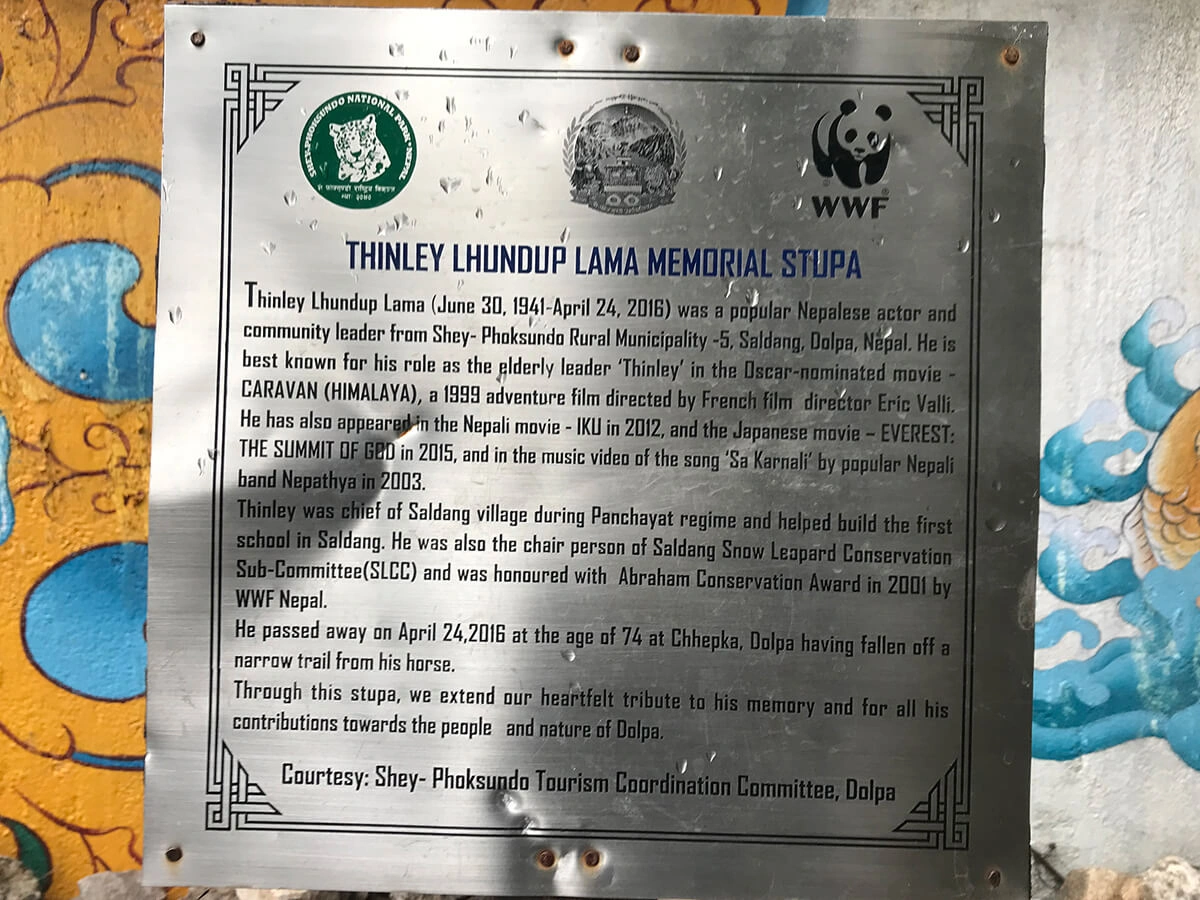 SHEY-PHOKSUNDO NATIONAL PARK, NEPAL
WWF
THINLEY LHUNDUP LAMA MEMORIAL STUPA
Thinley Lhundup Lama (June 30, 1941-April 24, 2016) was a popular Nepalese actor and
community leader from Shey- Phoksundo Rural Municipality -5, Saldang, Dolpa, Nepal. He is
best known for his role as the elderly leader ‘Thinley’ in the Oscar-nominated movie -
CARAVAN (HIMALAYA), a 1999 adventure film directed by French film director Eric Valli.
He has also appeared in the Nepali movie - IKU in 2012, and the Japanese movie – EVEREST:
THE SUMMIT OF GOD in 2015, and in the music video of the song ‘Sa Karnali’ by popular Nepali
band Nepathya in 2003.
Thinley was chief of Saldang village during Panchayat regime and helped build the first
school in Saldang. He was also the chair person of Saldang Snow Leopard Conservation
Sub-Committee(SLCC) and was honoured with Abraham Conservation Award in 2001 by
WWF Nepal.
He passed away on April 24,2016 at the age of 74 at Chhepka, Dolpa having fallen off a
narrow trail from his horse.
Through this stupa, we extend our heartfelt tribute to his memory and for all his
contributions towards the people and nature of Dolpa.
Courtesy: Shey- Phoksundo Tourism Coordination Committee, Dolpa